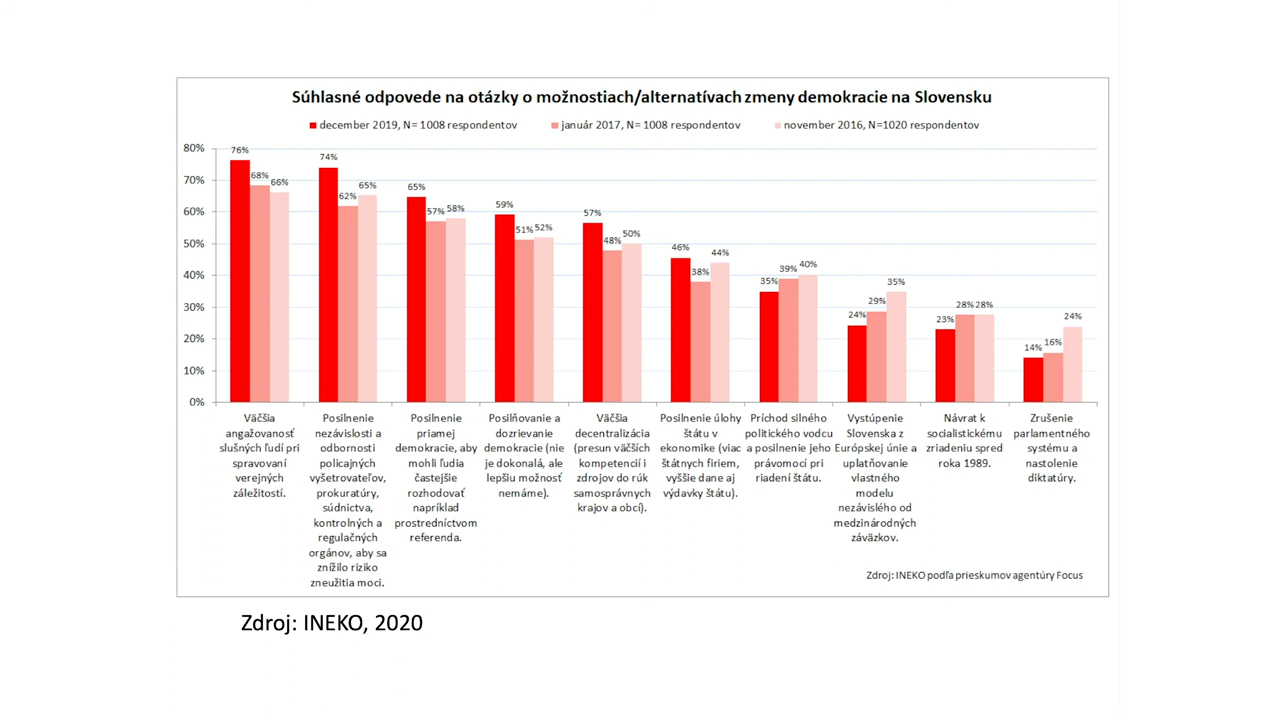 Súhlasné odpovede na otázky o možnostiach/alternatívach zmeny demokracie na Slovensku
december 2019, N= 1008 respondentov
január 2017, N= 1008 respondentov
november 2016, N=1020 respondentov
80%
70%
60%
50%
40%
30%
20%
10%
0%
76%
68%
66%
74%
62%
65%
65%
57%
58%
59%
51%
52%
57%
48%
50%
46%
38%
44%
35%
39%
40%
24%
29%
35%
23%
28%
28%
14%
16%
24%
Väčšia
angažovanosť
slušných ľudí pri
spravovaní
verejných
záležitostí.
Posilnenie
nezávislosti a
odbornosti
policajných
vyšetrovateľov,
prokuratúry,
súdnictva,
kontrolných a
regulačných
orgánov, aby sa
znížilo riziko
zneužitia moci.
Posilnenie
priamej
demokracie, aby
mohli ľudia
častejšie
rozhodovať
napríklad
prostredníctvom
referenda.
Posilňovanie a
dozrievanie
demokracie (nie
je dokonalá, ale
lepšiu možnosť
nemáme).
Väčšia
decentralizácia
(presun väčších
kompetencií i
zdrojov do rúk
samosprávnych
krajov a obcí).
Posilnenie úlohy
štátu v
ekonomike (viac
štátnych firiem,
vyššie dane aj
výdavky štátu).
Príchod silného
politického vodcu
a posilnenie jeho
právomocí pri
riadení štátu.
Vystúpenie
Slovenska z
Európskej únie a
uplatňovanie
vlastného
modelu
nezávislého od
medzinárodných
záväzkov.
Návrat k
socialistickému
zriadeniu spred
roka 1989.
Zrušenie
parlamentného
systému a
nastolenie
diktatúry.
Zdroj: INEKO podľa prieskumov agentúry Focus
Zdroj: INEKO, 2020